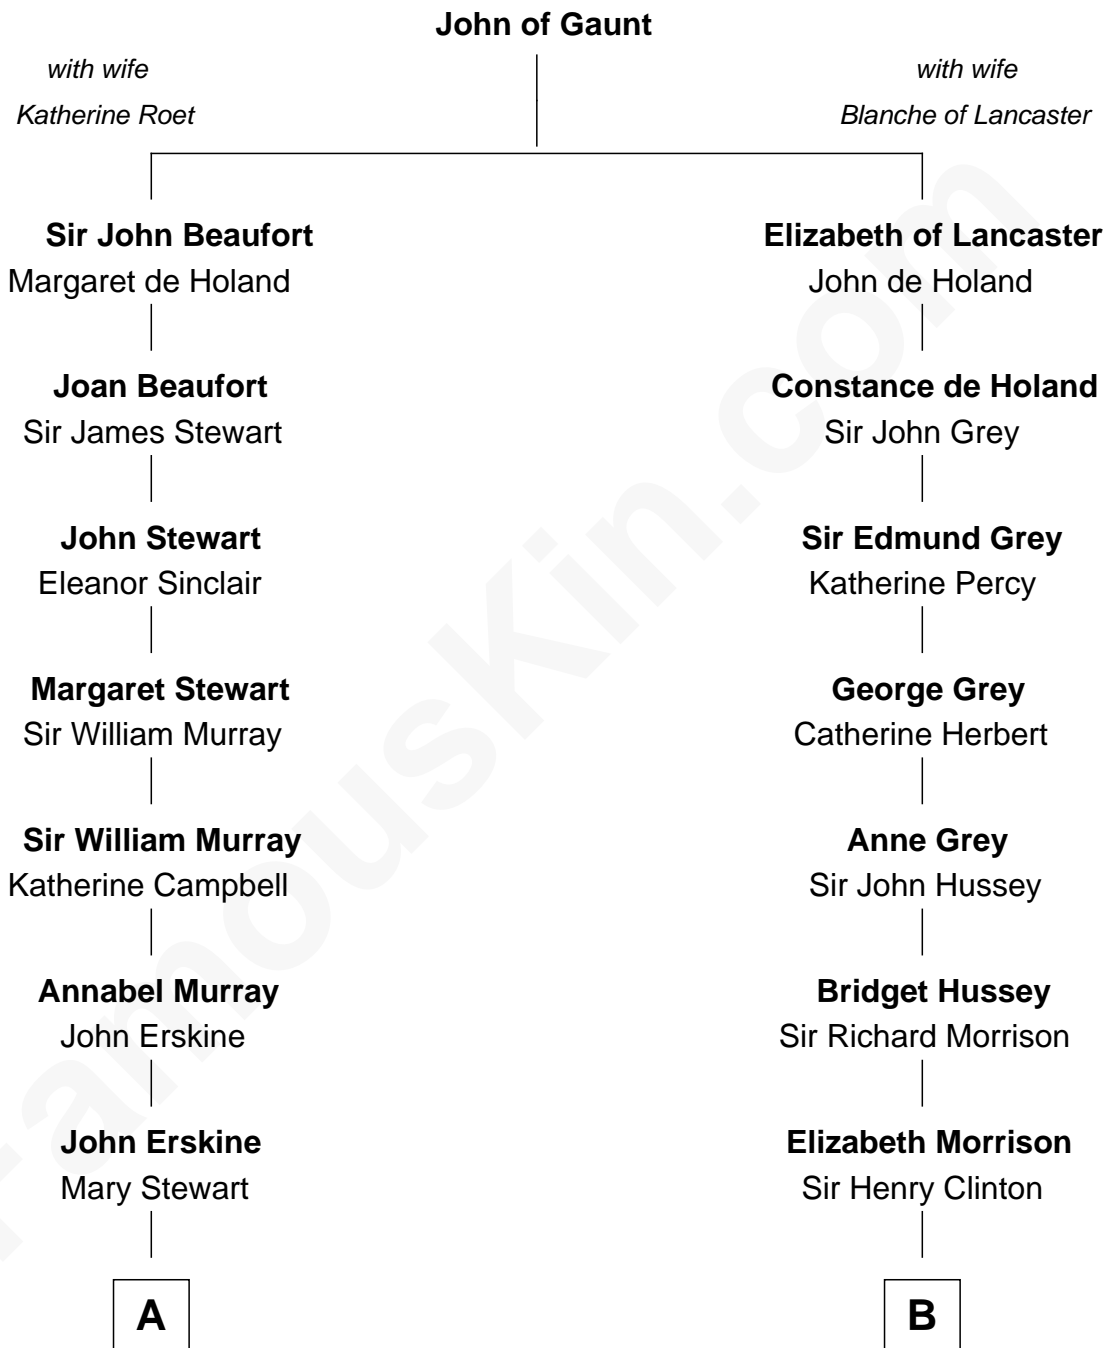 John of Gaunt
with wife
Katherine Roet
with wife
Blanche of Lancaster
Sir John Beaufort
Margaret de Holand
Elizabeth of Lancaster
John de Holand
Joan Beaufort
Sir James Stewart
Constance de Holand
Sir John Grey
John Stewart
Eleanor Sinclair
Sir Edmund Grey
Katherine Percy
Margaret Stewart
Sir William Murray
George Grey
Catherine Herbert
Sir William Murray
Katherine Campbell
Anne Grey
Sir John Hussey
Annabel Murray
John Erskine
Bridget Hussey
Sir Richard Morrison
John Erskine
Mary Stewart
Elizabeth Morrison
Sir Henry Clinton
A
B
FamousKin.com